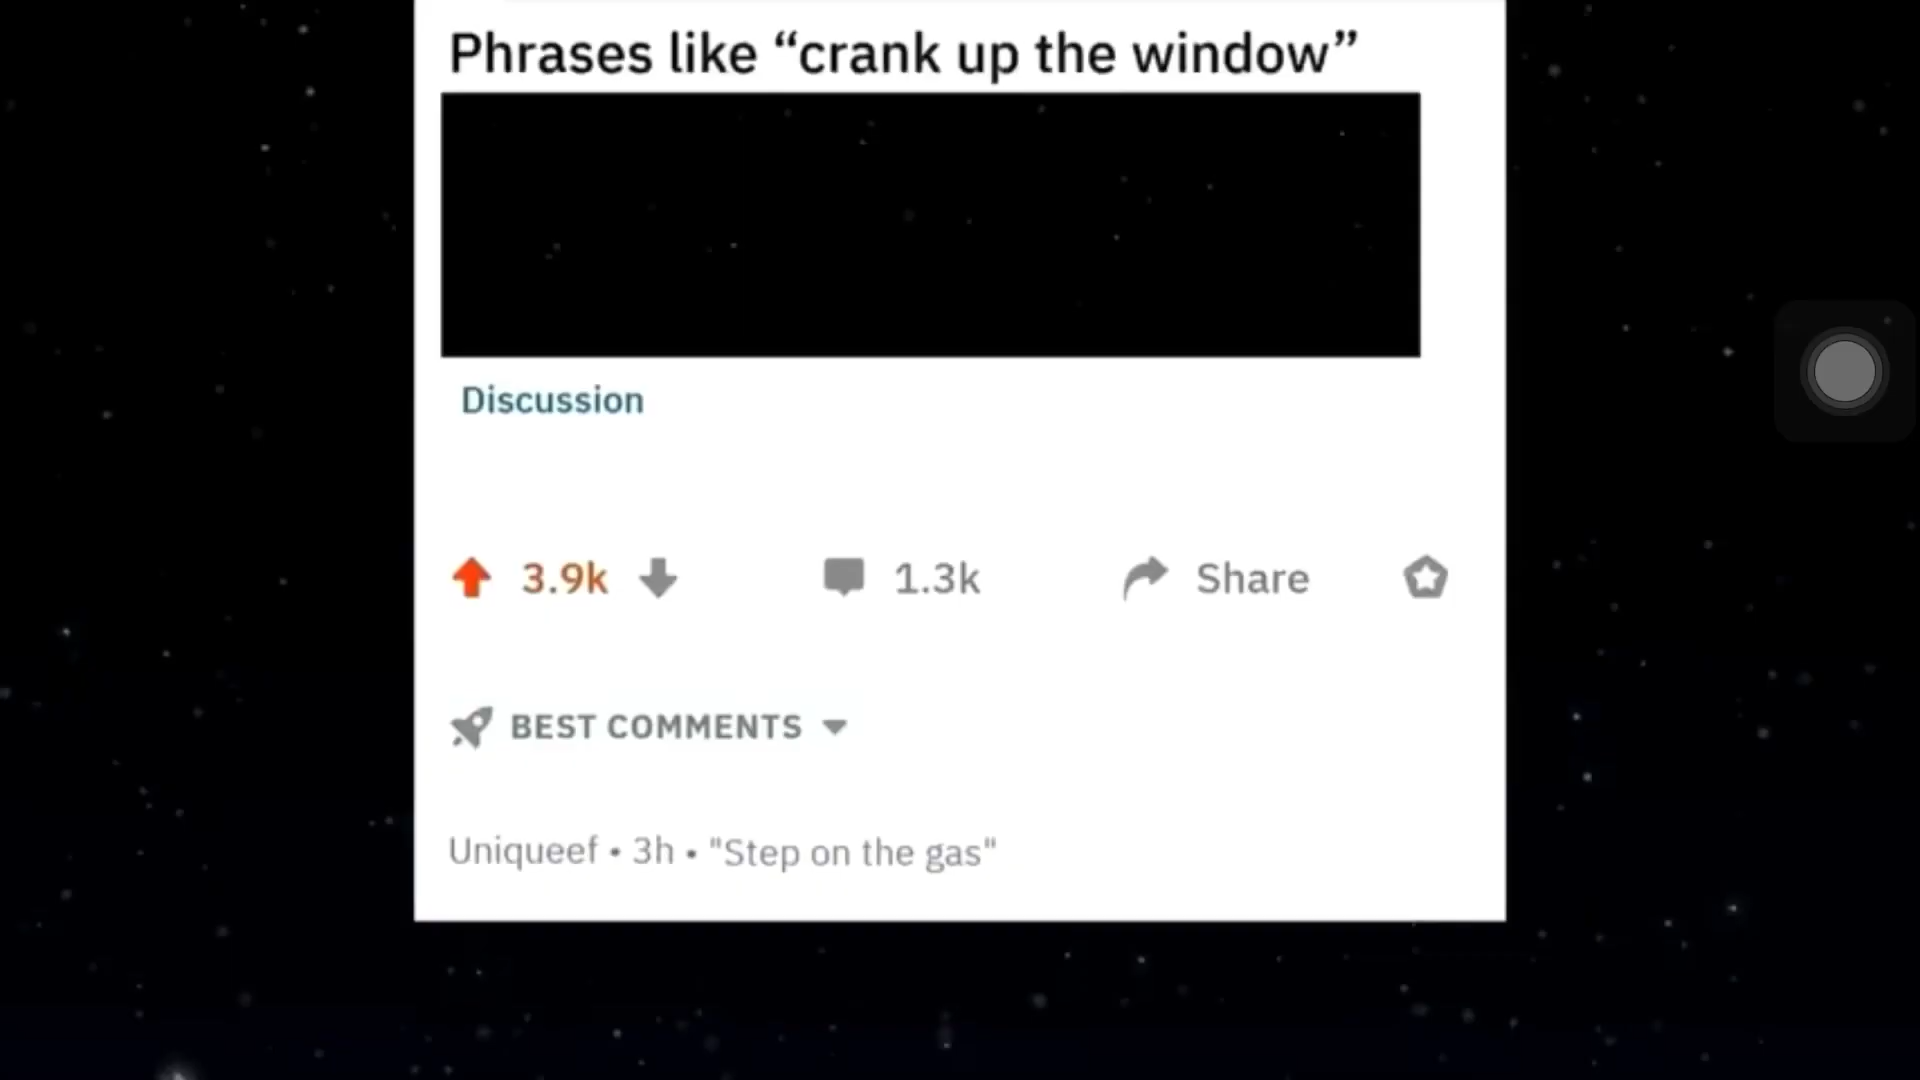 Phrases like “crank up the window”
Discussion
3.9k 1.3k Share
BEST COMMENTS
Uniqueef • 3h • "Step on the gas"